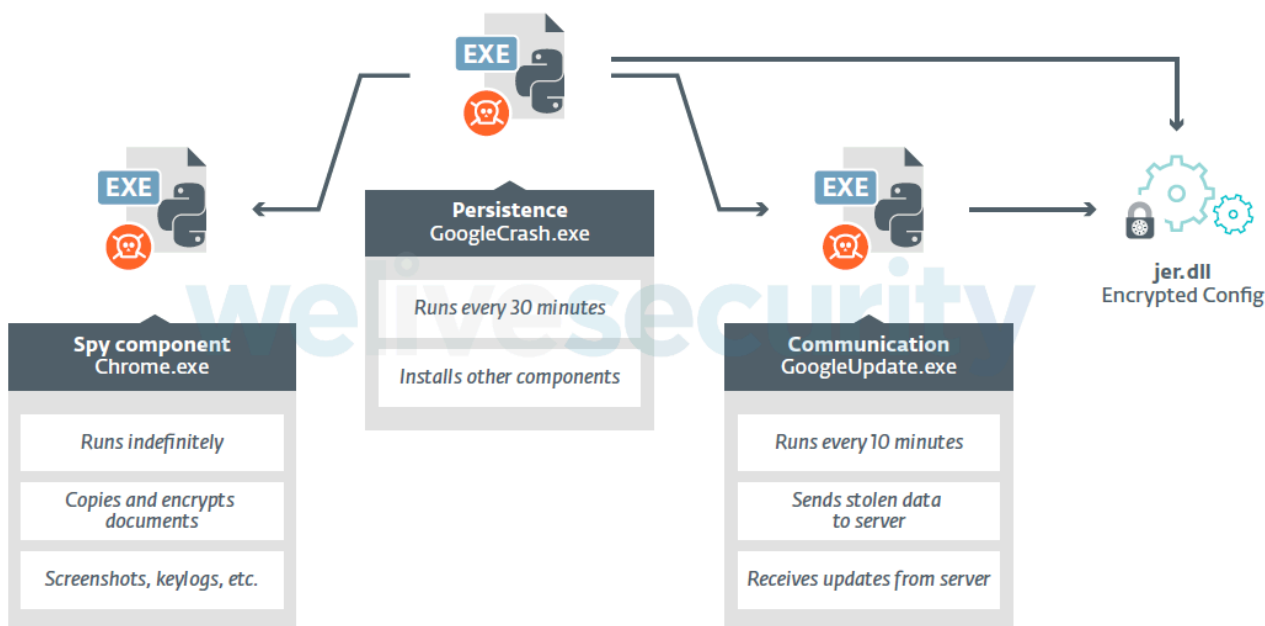 EXE
EXE
EXE
Persistence
GoogleCrash.exe
Runs every 30 minutes
Installs other components
Spy component
Chrome.exe
Runs indefinitely
Copies and encrypts
documents
Screenshots, keylogs, etc.
Communication
GoogleUpdate.exe
Runs every 10 minutes
Sends stolen data
to server
Receives updates from server
jer.dll
Encrypted Config
welivesecurity